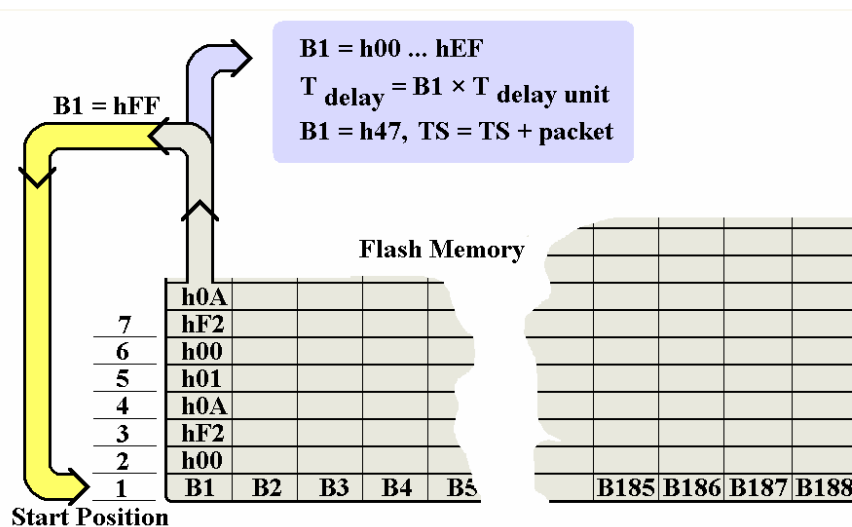 B1 = h00 ... hEF
T delay = B1 × T delay unit
B1 = h47, TS = TS + packet
B1 = hFF
Flash Memory
h0A
7 hF2
6 h00
5 h01
4 h0A
3 hF2
2 h00
1 B1 B2 B3 B4 B5 B185 B186 B187 B188
Start Position